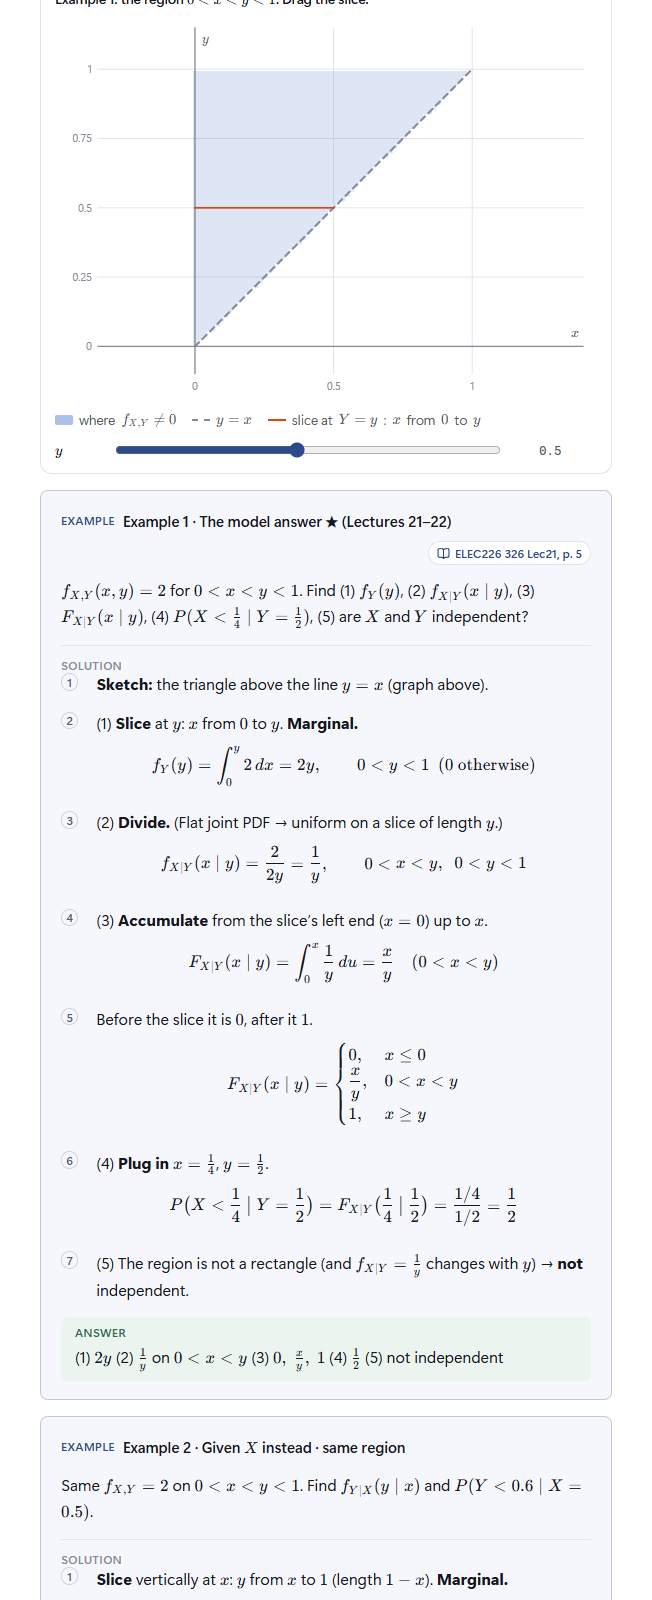 Example 1: the region 0 < x < y < 1. Drag the slice.
y
1
0.75
0.5
0.25
0
x
0 0.5 1
where f_{X,Y} ≠ 0 y = x slice at Y = y : x from 0 to y
y 0.5
EXAMPLE Example 1 · The model answer ★ (Lectures 21–22)
ELEC226 326 Lec21, p. 5
f_{X,Y}(x, y) = 2 for 0 < x < y < 1. Find (1) f_Y(y), (2) f_{X|Y}(x | y), (3)
F_{X|Y}(x | y), (4) P(X < 1/4 | Y = 1/2), (5) are X and Y independent?
SOLUTION
1 Sketch: the triangle above the line y = x (graph above).
2 (1) Slice at y: x from 0 to y. Marginal.
f_Y(y) = ∫_0^y 2 dx = 2y, 0 < y < 1 (0 otherwise)
3 (2) Divide. (Flat joint PDF → uniform on a slice of length y.)
f_{X|Y}(x | y) = 2/2y = 1/y, 0 < x < y, 0 < y < 1
4 (3) Accumulate from the slice's left end (x = 0) up to x.
F_{X|Y}(x | y) = ∫_0^x 1/y du = x/y (0 < x < y)
5 Before the slice it is 0, after it 1.
F_{X|Y}(x | y) = { 0, x ≤ 0
x/y, 0 < x < y
1, x ≥ y
6 (4) Plug in x = 1/4, y = 1/2.
P(X < 1/4 | Y = 1/2) = F_{X|Y}(1/4 | 1/2) = (1/4)/(1/2) = 1/2
7 (5) The region is not a rectangle (and f_{X|Y} = 1/y changes with y) → not
independent.
ANSWER
(1) 2y (2) 1/y on 0 < x < y (3) 0, x/y, 1 (4) 1/2 (5) not independent
EXAMPLE Example 2 · Given X instead · same region
Same f_{X,Y} = 2 on 0 < x < y < 1. Find f_{Y|X}(y | x) and P(Y < 0.6 | X =
0.5).
SOLUTION
1 Slice vertically at x: y from x to 1 (length 1 − x). Marginal.